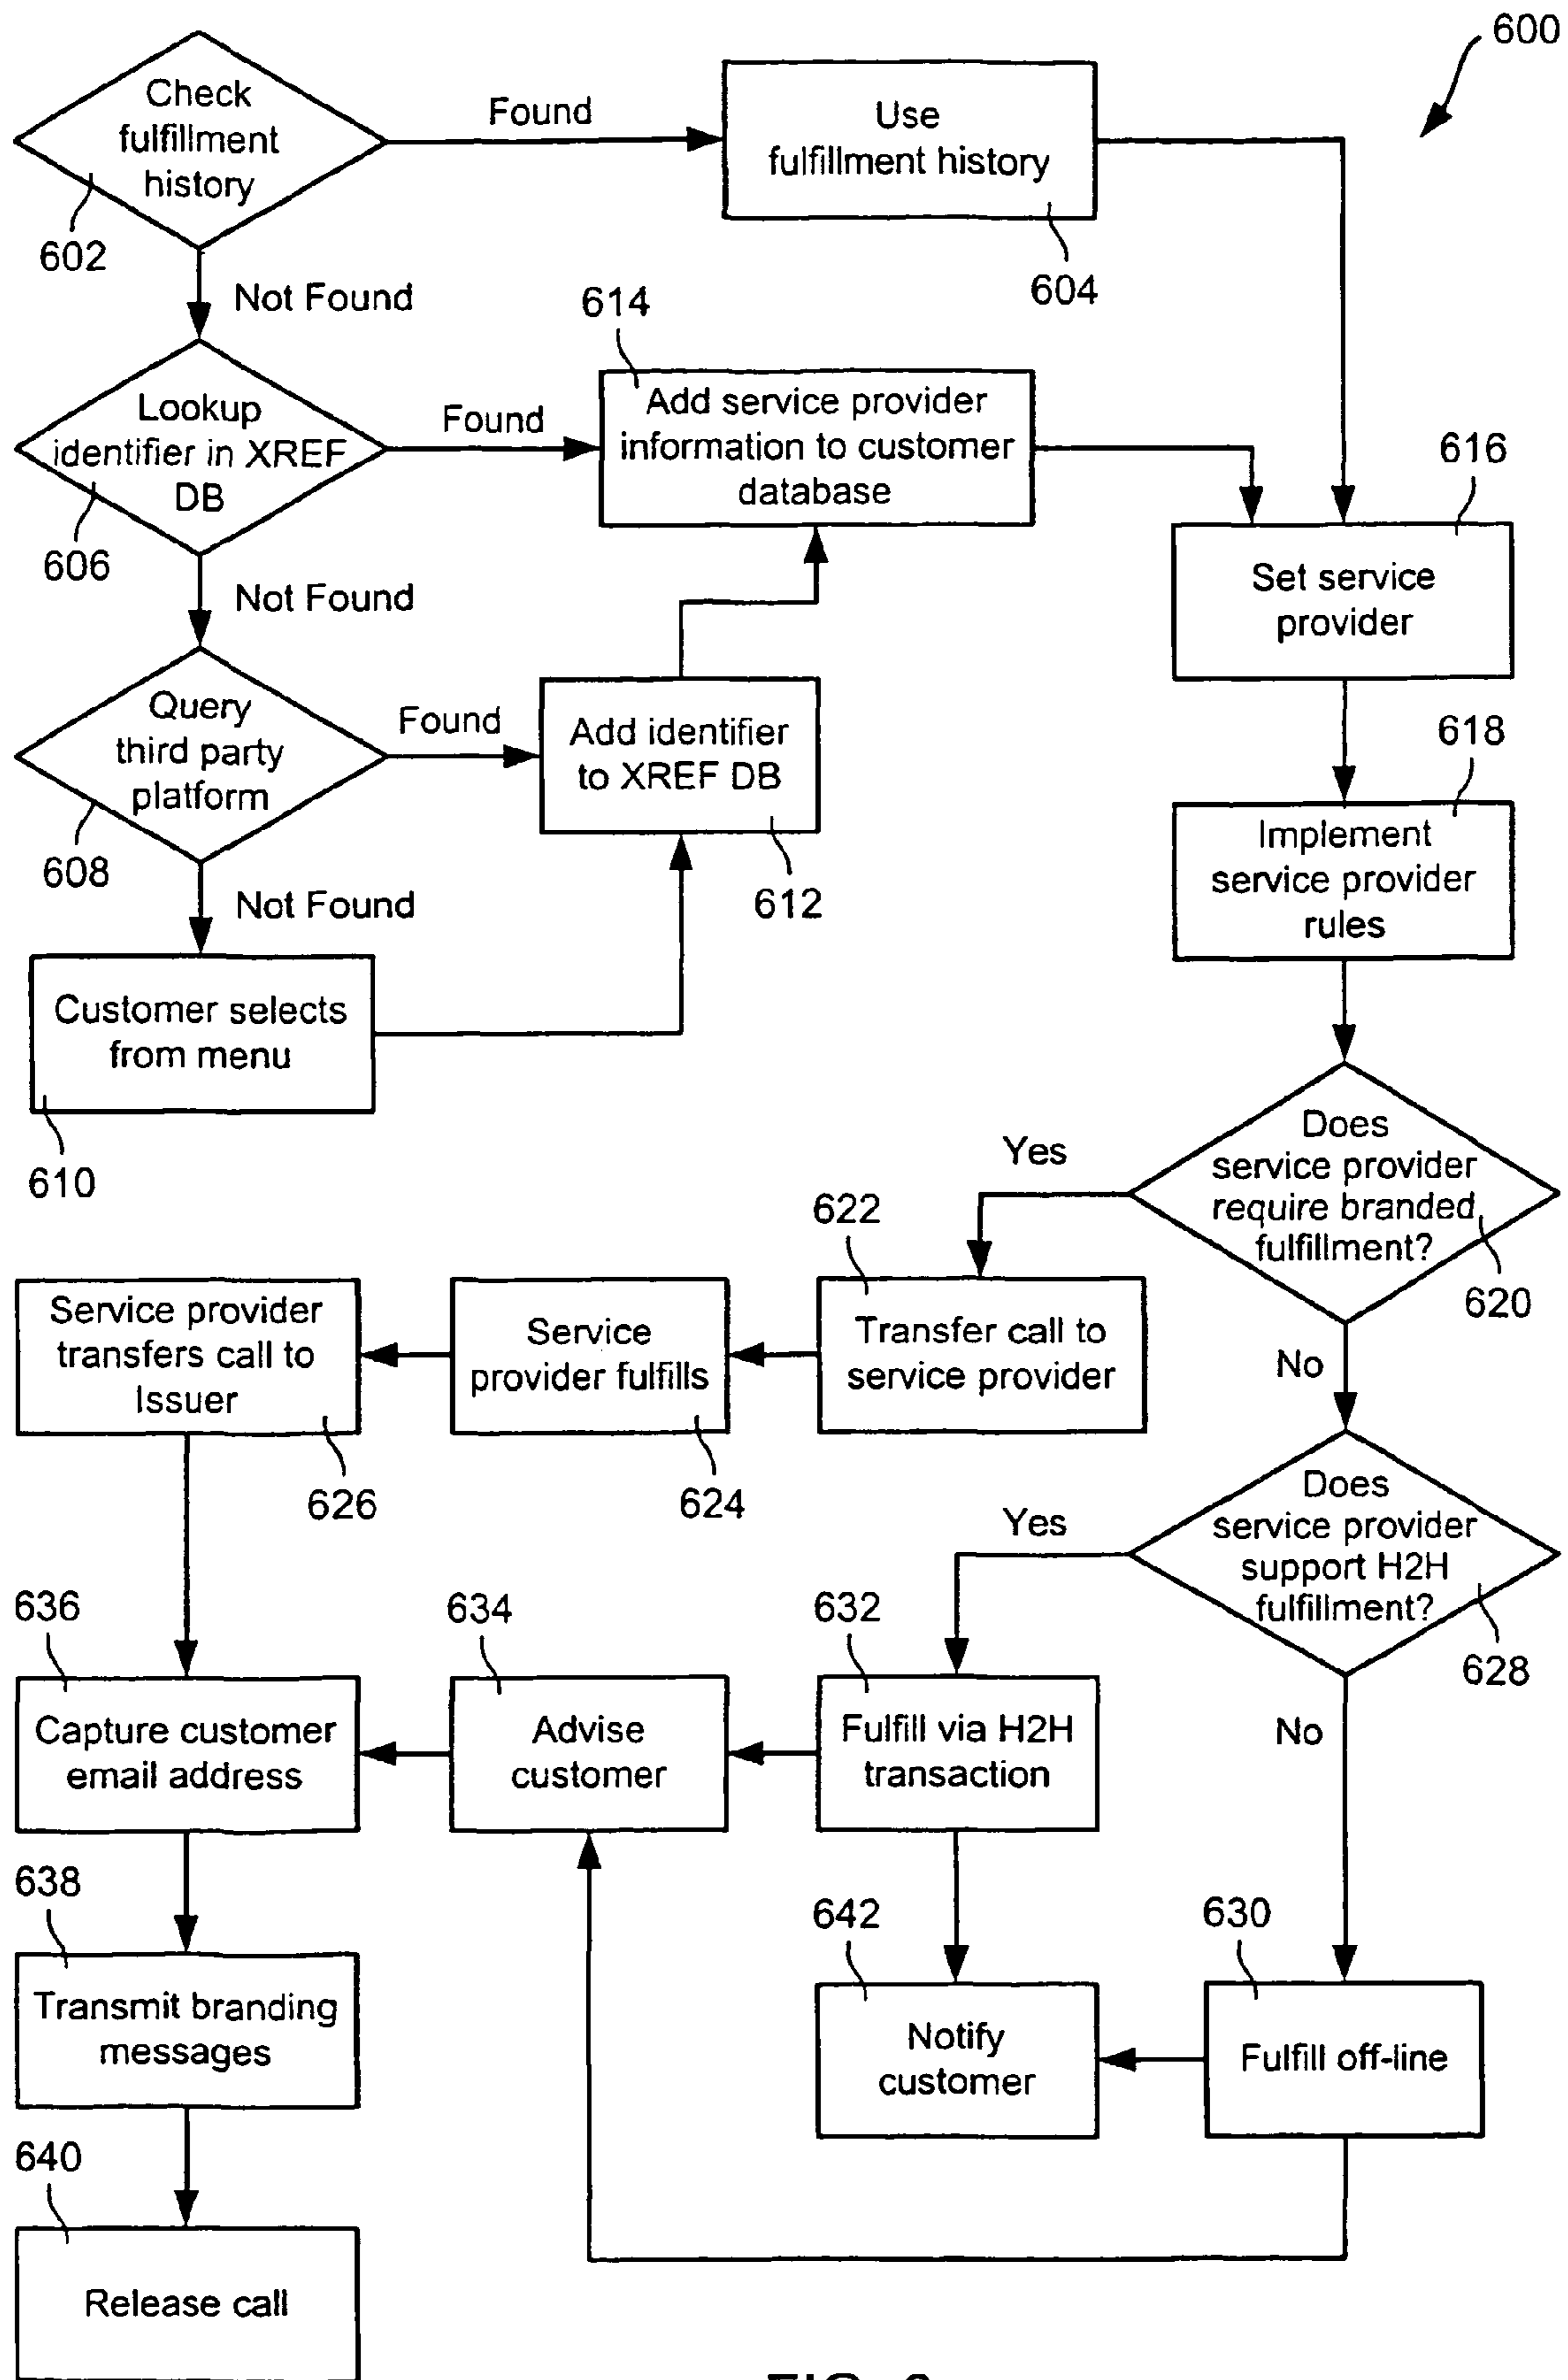 600
Check
fulfillment
history
602
Found
Use
fulfillment history
604
Not Found
Lookup
identifier in XREF
DB
606
Found
614
Add service provider
information to customer
database
616
Set service
provider
Not Found
Query
third party
platform
608
Found
Add identifier
to XREF DB
612
618
Implement
service provider
rules
Not Found
Customer selects
from menu
610
Does
service provider
require branded
fulfillment?
620
Yes
622
Transfer call to
service provider
Service
provider fulfills
624
Service provider
transfers call to
Issuer
626
No
Does
service provider
support H2H
fulfillment?
628
Yes
632
Fulfill via H2H
transaction
634
Advise
customer
636
Capture customer
email address
No
630
Fulfill off-line
642
Notify
customer
638
Transmit branding
messages
640
Release call